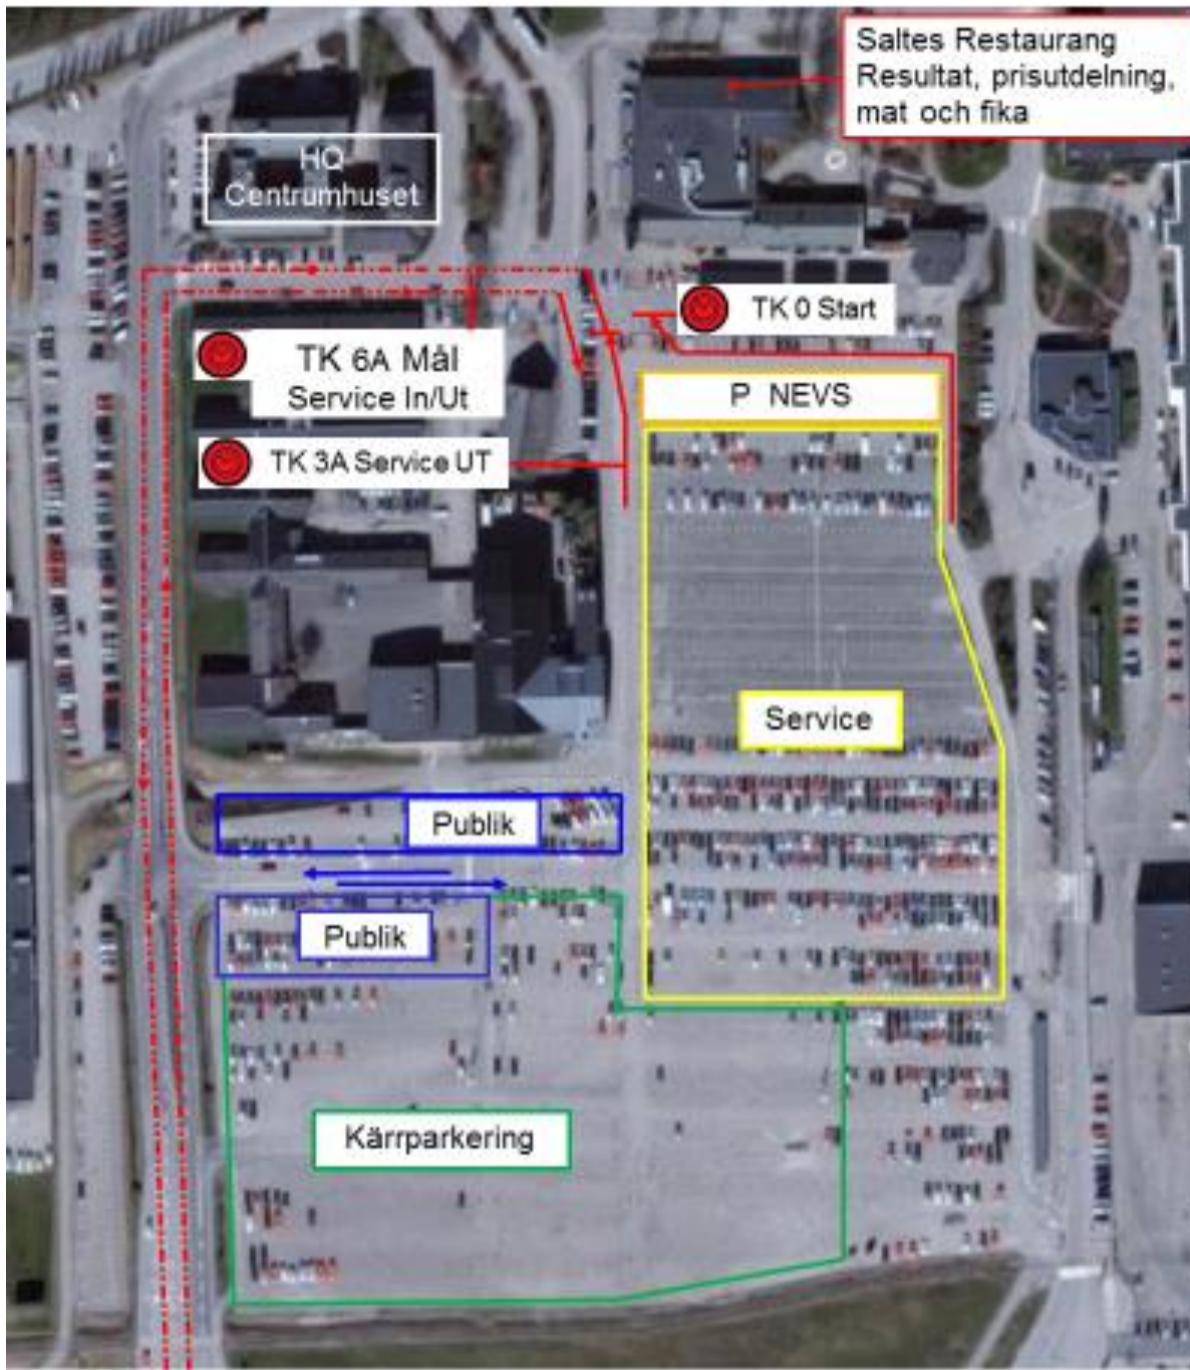 Saltes Restaurang
Resultat, prisutdelning,
mat och fika
HQ
Centrumhuset
TK 0 Start
TK 6A Mål
Service In/Ut
P NEVS
TK 3A Service UT
Service
Publik
Publik
Kärrparkering